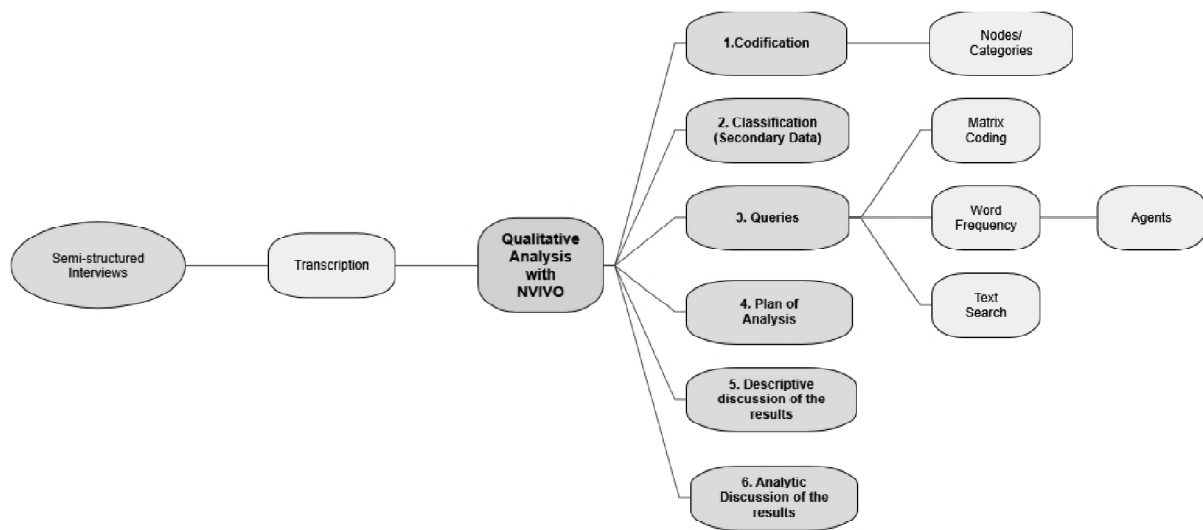 Semi-structured
Interviews
Transcription
Qualitative
Analysis
with
NVIVO
1.Codification
Nodes/
Categories
2. Classification
(Secondary Data)
3. Queries
Matrix
Coding
Word
Frequency
Agents
Text
Search
4. Plan of
Analysis
5. Descriptive
discussion of the
results
6. Analytic
Discussion of the
results